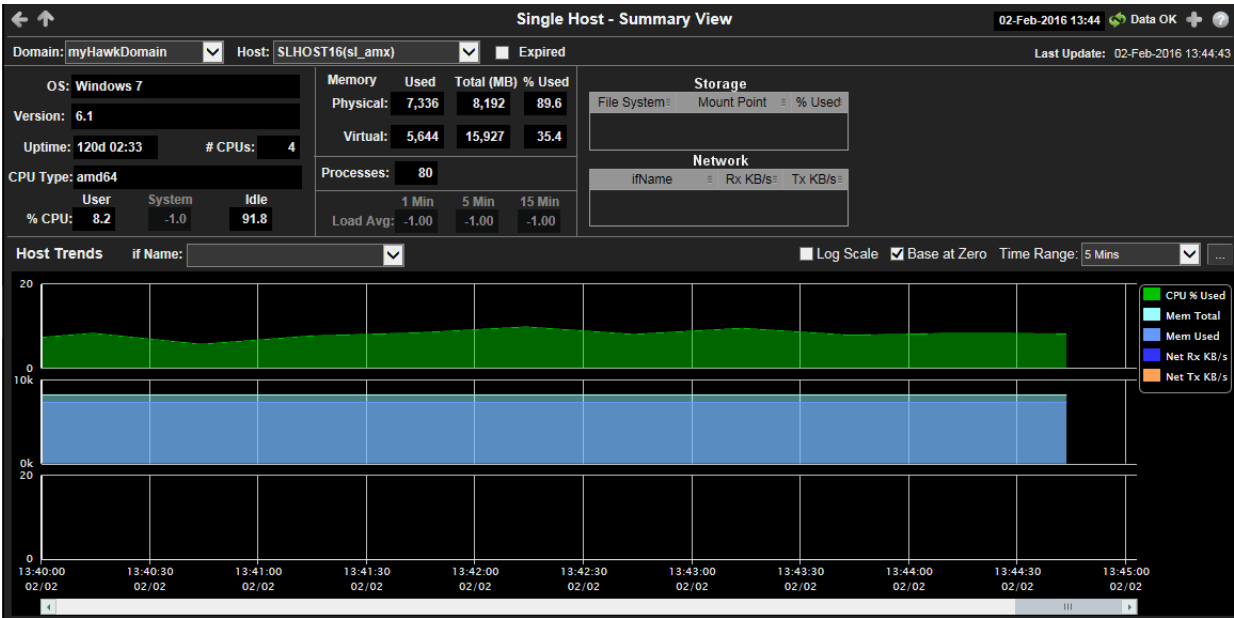 Single Host - Summary View
02-Feb-2016 13:44 Data OK
Domain: myHawkDomain Host: SLHOST16(sl_amx) Expired
Last Update: 02-Feb-2016 13:44:43
OS: Windows 7
Version: 6.1
Uptime: 120d 02:33 # CPUs: 4
CPU Type: amd64
User System Idle
% CPU: 8.2 -1.0 91.8
Memory Used Total (MB) % Used
Physical: 7,336 8,192 89.6
Virtual: 5,644 15,927 35.4
Processes: 80
1 Min 5 Min 15 Min
Load Avg: -1.00 -1.00 -1.00
Storage
File System Mount Point % Used
Network
ifName Rx KB/s Tx KB/s
Host Trends if Name:
Log Scale Base at Zero Time Range: 5 Mins ...
20
0
10k
0k
20
0
CPU % Used
Mem Total
Mem Used
Net Rx KB/s
Net Tx KB/s
13:40:00 13:40:30 13:41:00 13:41:30 13:42:00 13:42:30 13:43:00 13:43:30 13:44:00 13:44:30 13:45:00
02/02 02/02 02/02 02/02 02/02 02/02 02/02 02/02 02/02 02/02 02/02